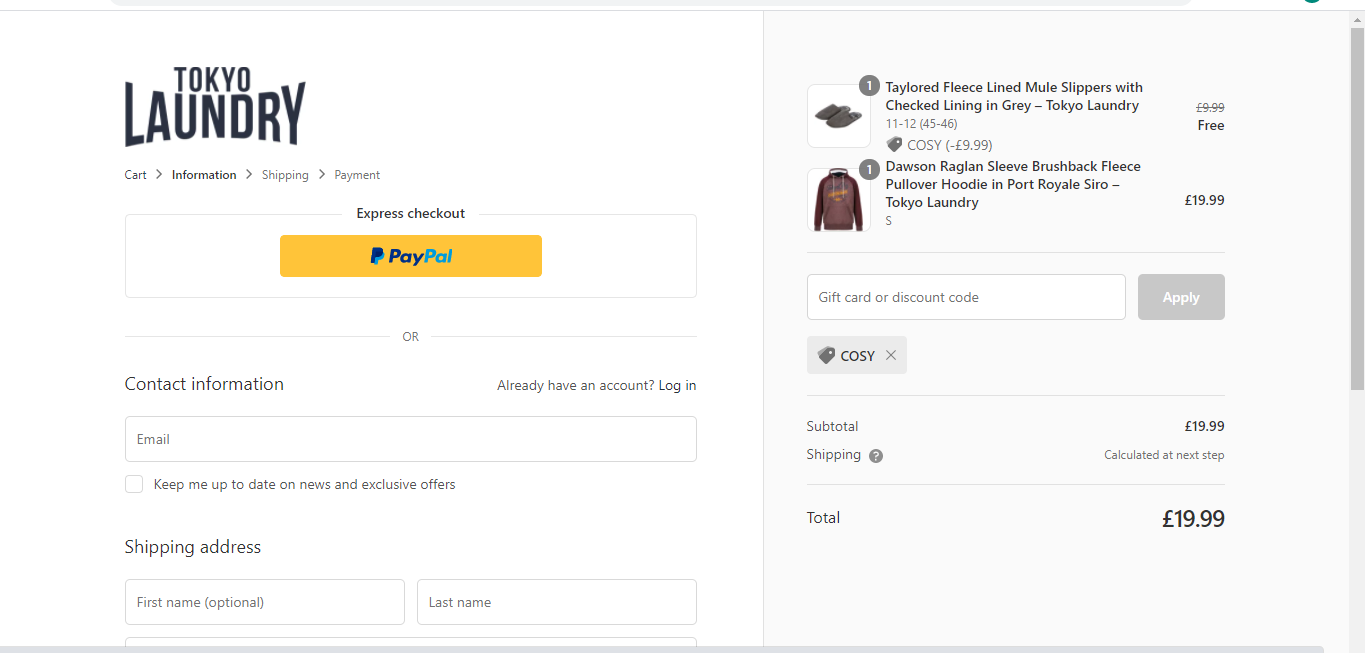 TOKYO
LAUNDRY
Cart > Information > Shipping > Payment
Express checkout
PayPal
OR
Contact information
Already have an account? Log in
Email
Keep me up to date on news and exclusive offers
Shipping address
First name (optional)
Last name
1
Taylored Fleece Lined Mule Slippers with
Checked Lining in Grey – Tokyo Laundry
11-12 (45-46)
COSY (-£9.99)
£9.99
Free
1
Dawson Raglan Sleeve Brushback Fleece
Pullover Hoodie in Port Royale Siro –
Tokyo Laundry
S
£19.99
Gift card or discount code
Apply
COSY
Subtotal
£19.99
Shipping ?
Calculated at next step
Total
£19.99